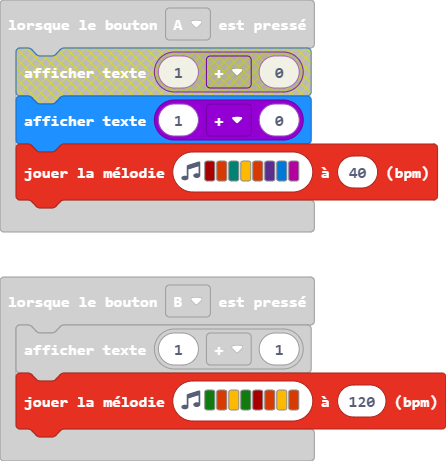 lorsque le bouton A est pressé
afficher texte 1 + 0
afficher texte 1 + 0
jouer la mélodie à 40 (bpm)
lorsque le bouton B est pressé
afficher texte 1 + 1
jouer la mélodie à 120 (bpm)